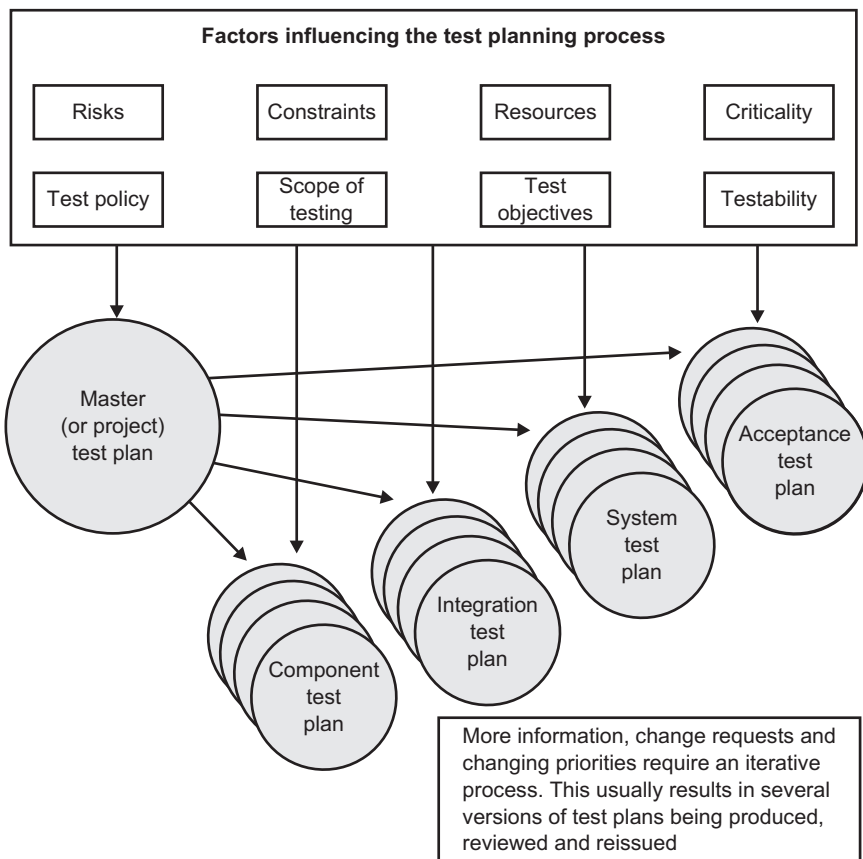 Factors influencing the test planning process
Risks
Constraints
Resources
Criticality
Test policy
Scope of
testing
Test
objectives
Testability
Master
(or project)
test plan
Acceptance
test
plan
System
test
plan
Integration
test
plan
Component
test
plan
More information, change requests and
changing priorities require an iterative
process. This usually results in several
versions of test plans being produced,
reviewed and reissued